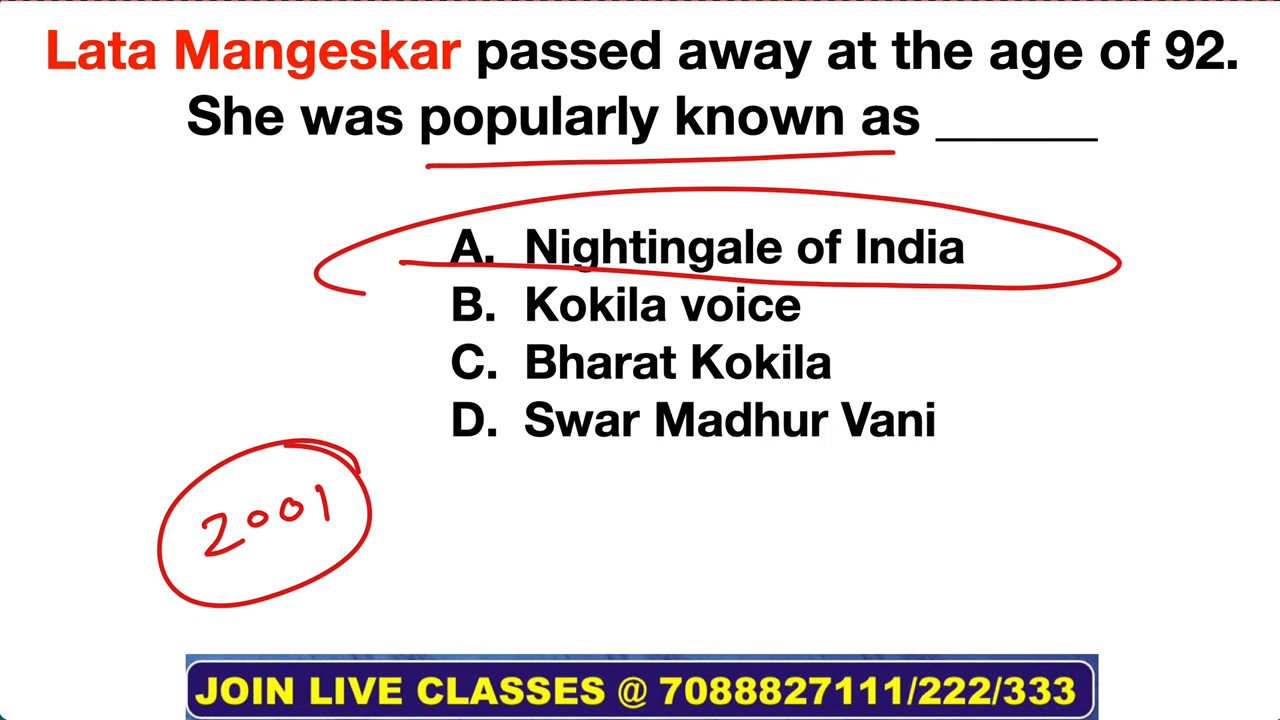 Lata Mangeskar passed away at the age of 92.
She was popularly known as ______
A. Nightingale of India
B. Kokila voice
C. Bharat Kokila
D. Swar Madhur Vani
2001
JOIN LIVE CLASSES @ 7088827111/222/333